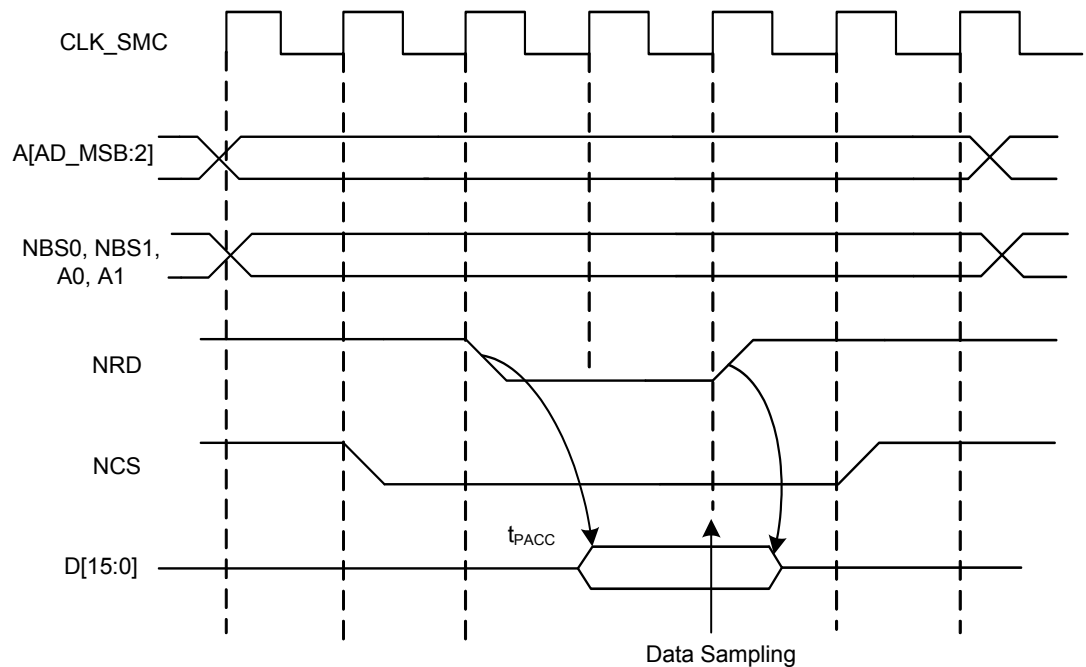 CLK_SMC
A[AD_MSB:2]
NBS0, NBS1,
A0, A1
NRD
NCS
tPACC
D[15:0]
Data Sampling